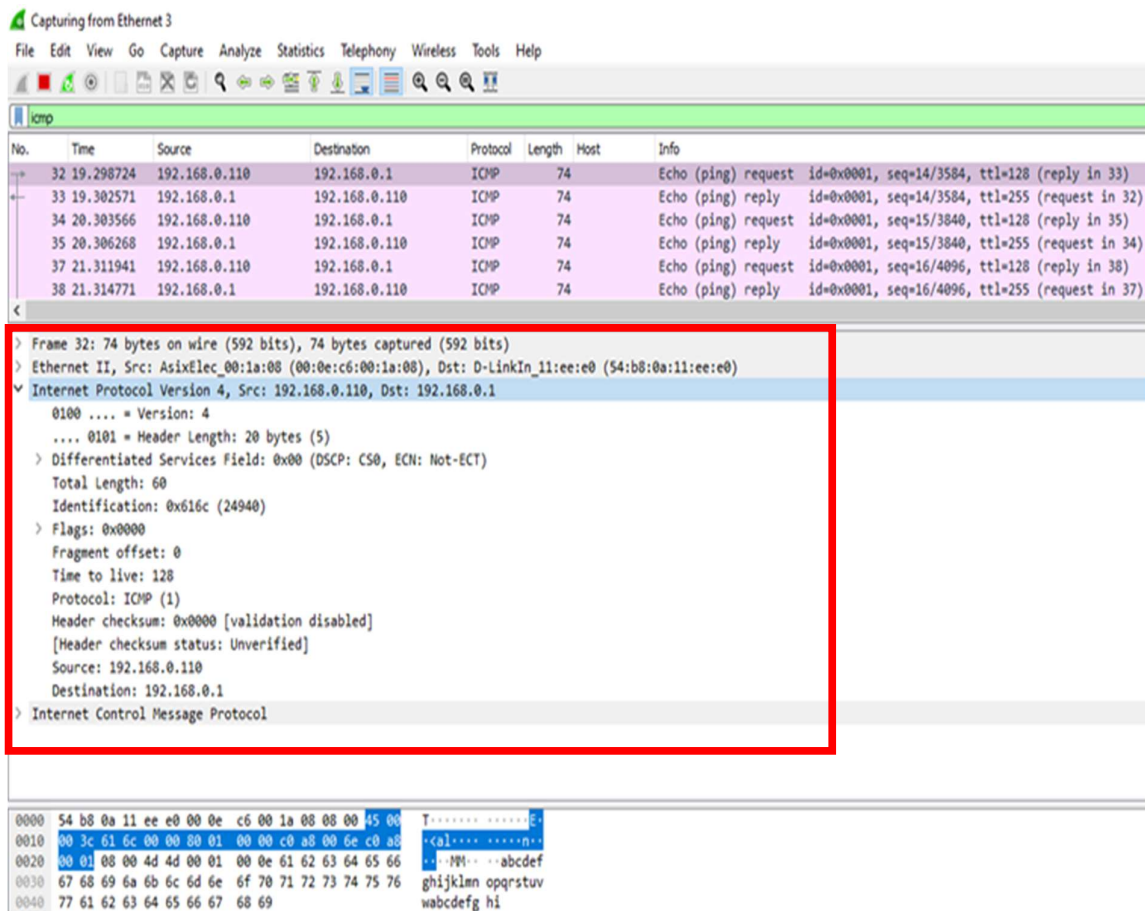 Capturing from Ethernet 3
File Edit View Go Capture Analyze Statistics Telephony Wireless Tools Help
icmp
No. Time Source Destination Protocol Length Host Info
32 19.298724 192.168.0.110 192.168.0.1 ICMP 74 Echo (ping) request id=0x0001, seq=14/3584, ttl=128 (reply in 33)
33 19.302571 192.168.0.1 192.168.0.110 ICMP 74 Echo (ping) reply id=0x0001, seq=14/3584, ttl=255 (request in 32)
34 20.303566 192.168.0.110 192.168.0.1 ICMP 74 Echo (ping) request id=0x0001, seq=15/3840, ttl=128 (reply in 35)
35 20.306268 192.168.0.1 192.168.0.110 ICMP 74 Echo (ping) reply id=0x0001, seq=15/3840, ttl=255 (request in 34)
37 21.311941 192.168.0.110 192.168.0.1 ICMP 74 Echo (ping) request id=0x0001, seq=16/4096, ttl=128 (reply in 38)
38 21.314771 192.168.0.1 192.168.0.110 ICMP 74 Echo (ping) reply id=0x0001, seq=16/4096, ttl=255 (request in 37)
Frame 32: 74 bytes on wire (592 bits), 74 bytes captured (592 bits)
Ethernet II, Src: AsixElec_00:1a:08 (00:0e:c6:00:1a:08), Dst: D-LinkIn_11:ee:e0 (54:b8:0a:11:ee:e0)
Internet Protocol Version 4, Src: 192.168.0.110, Dst: 192.168.0.1
0100 .... = Version: 4
.... 0101 = Header Length: 20 bytes (5)
Differentiated Services Field: 0x00 (DSCP: CS0, ECN: Not-ECT)
Total Length: 60
Identification: 0x616c (24940)
Flags: 0x0000
Fragment offset: 0
Time to live: 128
Protocol: ICMP (1)
Header checksum: 0x0000 [validation disabled]
[Header checksum status: Unverified]
Source: 192.168.0.110
Destination: 192.168.0.1
Internet Control Message Protocol
0000 54 b8 0a 11 ee e0 00 0e c6 00 1a 08 08 00 45 00 T······· ······E·
0010 00 3c 61 6c 00 00 80 01 00 00 c0 a8 00 6e c0 a8 ·<al···· ·····n··
0020 00 01 08 00 4d 4d 00 01 00 0e 61 62 63 64 65 66 ····MM·· ··abcdef
0030 67 68 69 6a 6b 6c 6d 6e 6f 70 71 72 73 74 75 76 ghijklmn opqrstuv
0040 77 61 62 63 64 65 66 67 68 69 wabcdefg hi